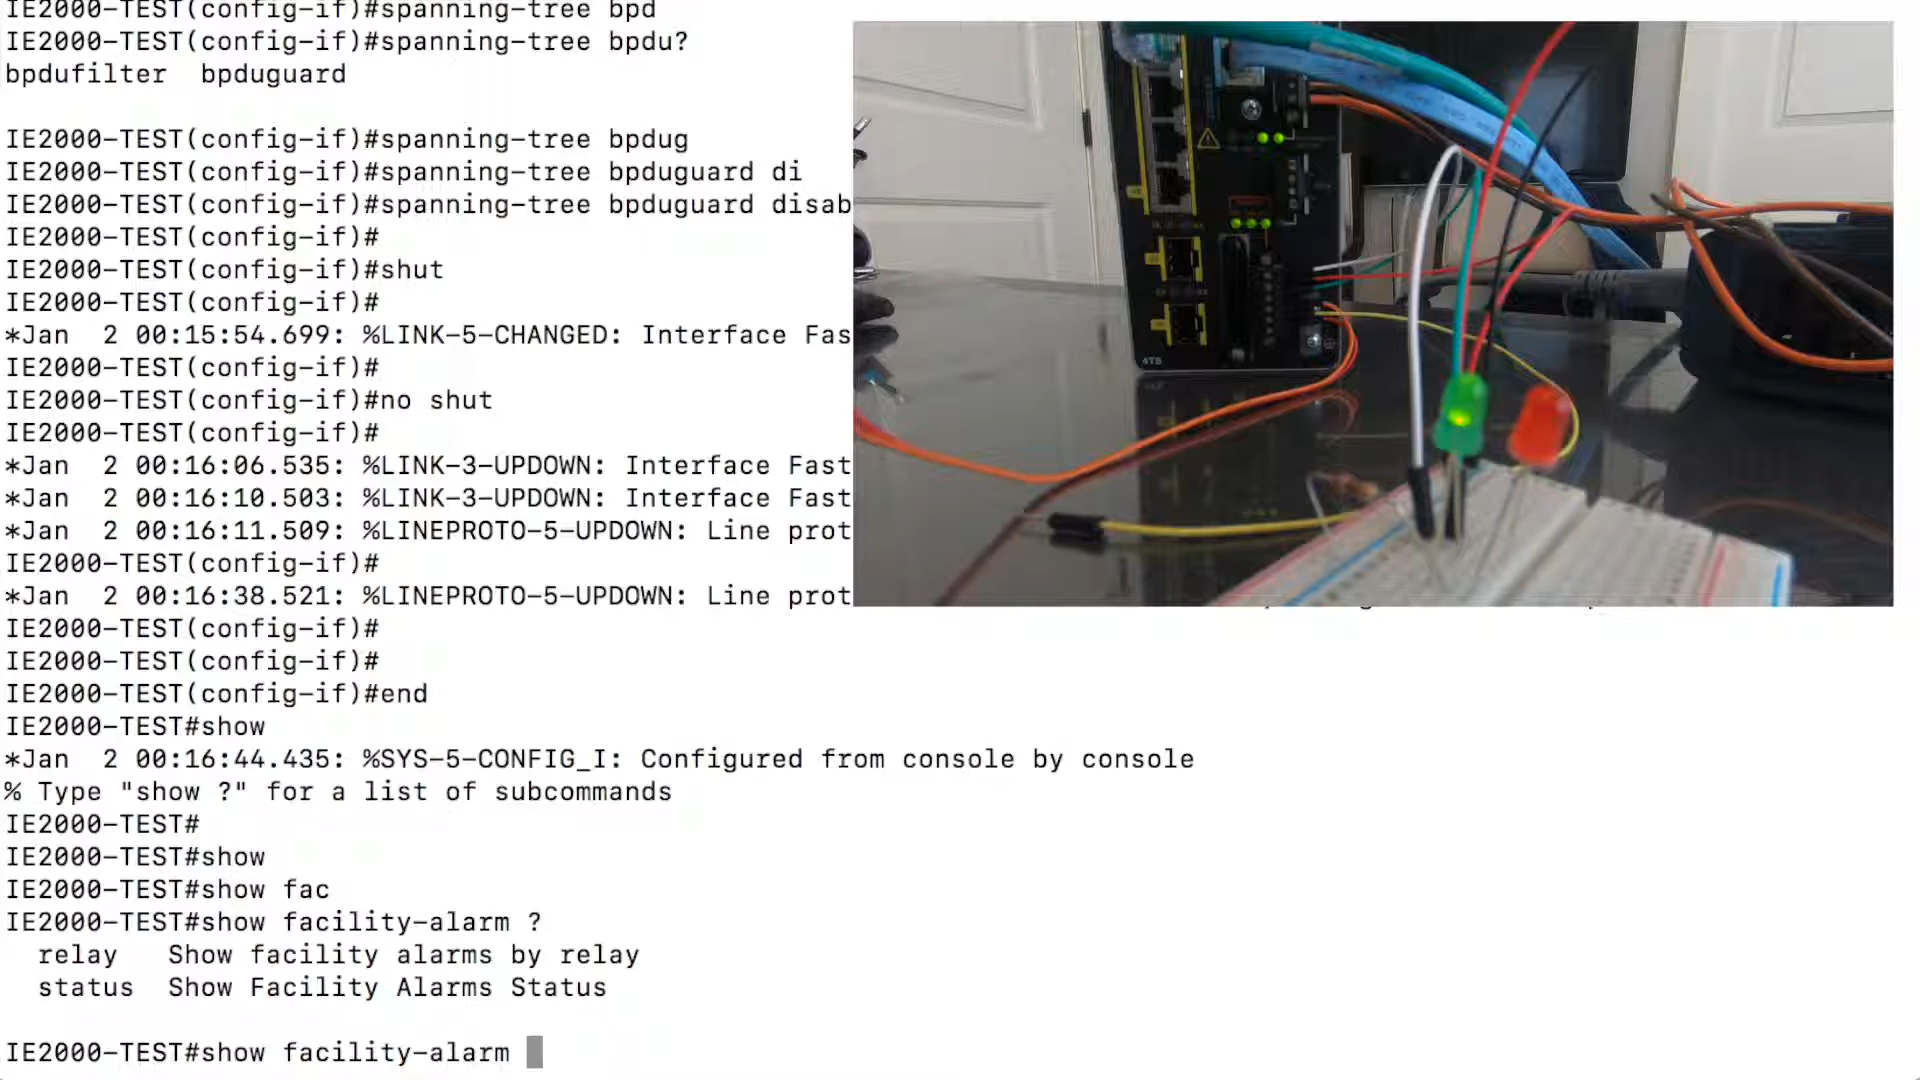 IE2000-TEST(config-if)#spanning-tree bpd
IE2000-TEST(config-if)#spanning-tree bpdu?
bpdufilter  bpduguard
IE2000-TEST(config-if)#spanning-tree bpdug
IE2000-TEST(config-if)#spanning-tree bpduguard di
IE2000-TEST(config-if)#spanning-tree bpduguard disab
IE2000-TEST(config-if)#
IE2000-TEST(config-if)#shut
IE2000-TEST(config-if)#
*Jan  2 00:15:54.699: %LINK-5-CHANGED: Interface Fas
IE2000-TEST(config-if)#
IE2000-TEST(config-if)#no shut
IE2000-TEST(config-if)#
*Jan  2 00:16:06.535: %LINK-3-UPDOWN: Interface Fast
*Jan  2 00:16:10.503: %LINK-3-UPDOWN: Interface Fast
*Jan  2 00:16:11.509: %LINEPROTO-5-UPDOWN: Line prot
IE2000-TEST(config-if)#
*Jan  2 00:16:38.521: %LINEPROTO-5-UPDOWN: Line prot
IE2000-TEST(config-if)#
IE2000-TEST(config-if)#
IE2000-TEST(config-if)#end
IE2000-TEST#show
*Jan  2 00:16:44.435: %SYS-5-CONFIG_I: Configured from console by console
% Type "show ?" for a list of subcommands
IE2000-TEST#
IE2000-TEST#show
IE2000-TEST#show fac
IE2000-TEST#show facility-alarm ?
  relay   Show facility alarms by relay
  status  Show Facility Alarms Status
IE2000-TEST#show facility-alarm
4TS